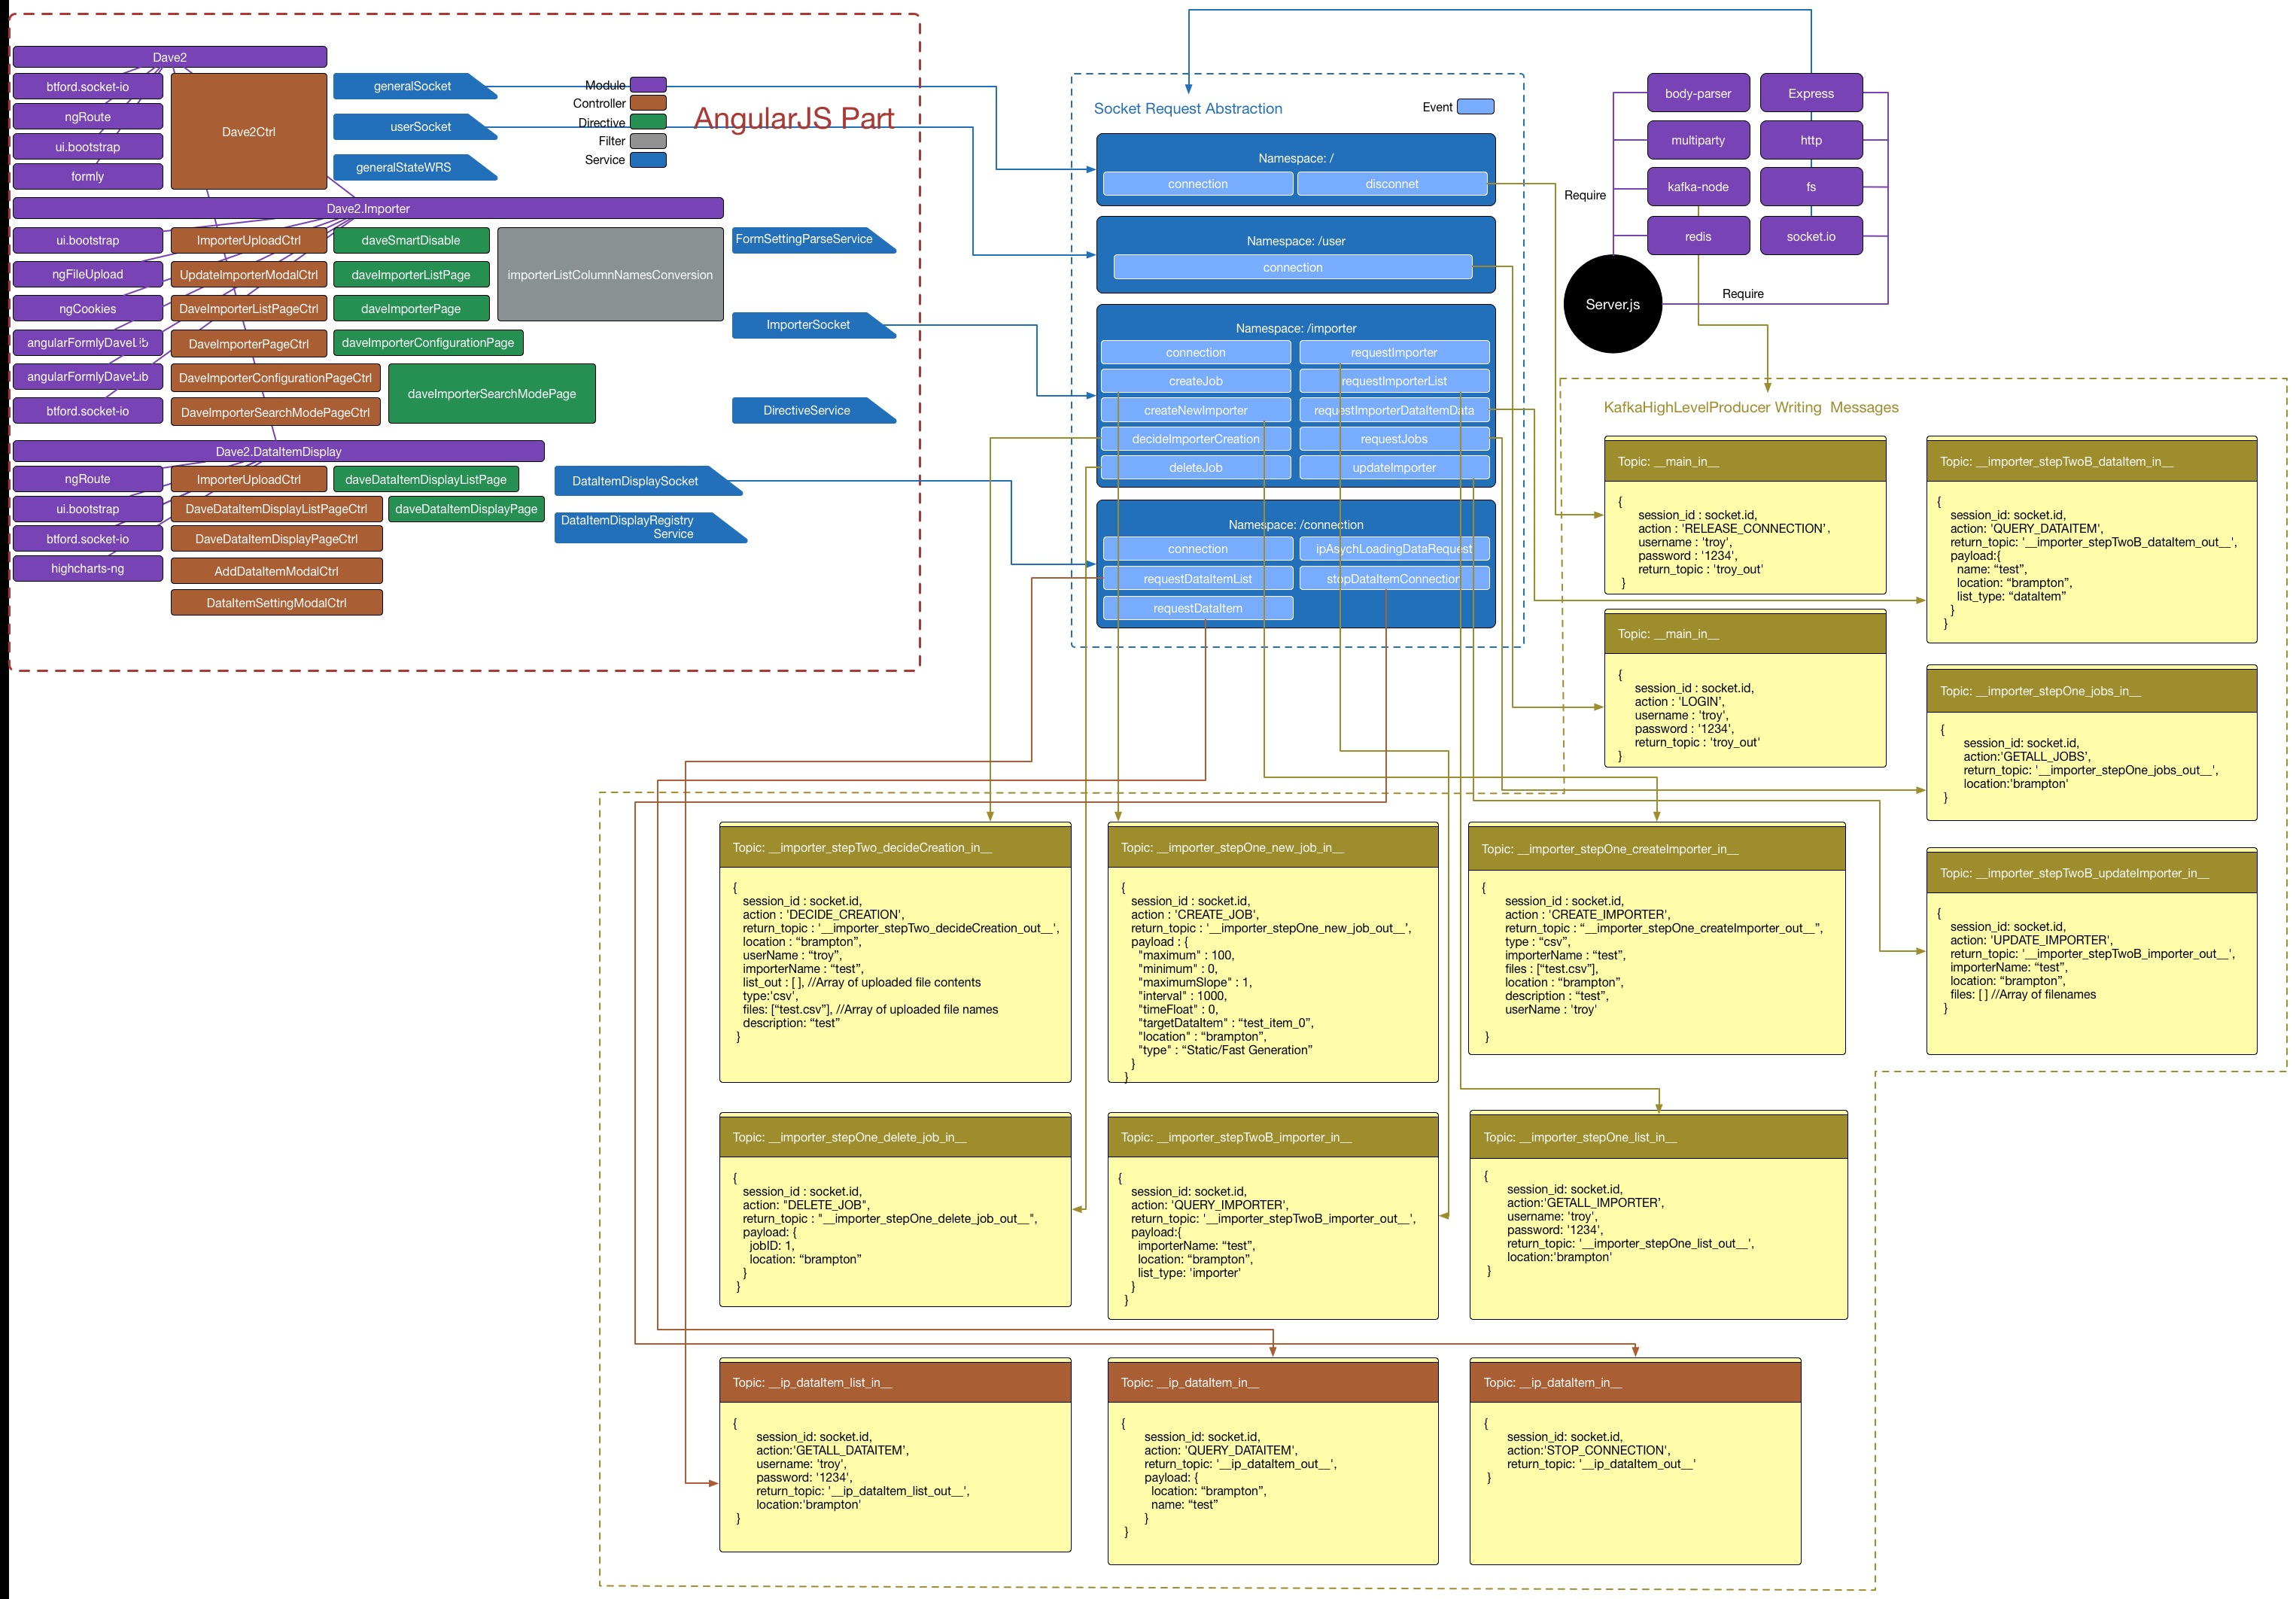 Dave2
btford.socket-io
ngRoute
ui.bootstrap
formly
Dave2Ctrl
generalSocket
userSocket
generalStateWRS
Module
Controller
Directive
Filter
Service
AngularJS Part
Dave2.Importer
ui.bootstrap
ngFileUpload
ngCookies
angularFormlyDaveLib
angularFormlyDaveLib
btford.socket-io
ImporterUploadCtrl
UpdateImporterModalCtrl
DaveImporterListPageCtrl
DaveImporterPageCtrl
DaveImporterConfigurationPageCtrl
DaveImporterSearchModePageCtrl
daveSmartDisable
daveImporterListPage
daveImporterPage
daveImporterConfigurationPage
daveImporterSearchModePage
importerListColumnNamesConversion
FormSettingParseService
ImporterSocket
DirectiveService
Dave2.DataItemDisplay
ngRoute
ui.bootstrap
btford.socket-io
highcharts-ng
ImporterUploadCtrl
DaveDataItemDisplayListPageCtrl
DaveDataItemDisplayPageCtrl
AddDataItemModalCtrl
DataItemSettingModalCtrl
daveDataItemDisplayListPage
daveDataItemDisplayPage
DataItemDisplaySocket
DataItemDisplayRegistry
Service
Socket Request Abstraction
Event
Namespace: /
connection
disconnet
Namespace: /user
connection
Namespace: /importer
connection
requestImporter
createJob
requestImporterList
createNewImporter
requestImporterDataItemData
decideImporterCreation
requestJobs
deleteJob
updateImporter
Namespace: /connection
connection
ipAsychLoadingDataRequest
requestDataItemList
stopDataItemConnection
requestDataItem
body-parser
Express
multiparty
http
kafka-node
fs
redis
socket.io
Require
Server.js
Require
KafkaHighLevelProducer Writing  Messages
Topic: __main_in__
{
session_id : socket.id,
action : 'RELEASE_CONNECTION',
username : 'troy',
password : '1234',
return_topic : 'troy_out'
}
Topic: __importer_stepTwoB_dataItem_in__
{
session_id: socket.id,
action: 'QUERY_DATAITEM',
return_topic: '__importer_stepTwoB_dataItem_out__',
payload:{
name: “test”,
location: “brampton”,
list_type: “dataItem”
}
}
Topic: __main_in__
{
session_id : socket.id,
action : 'LOGIN’,
username : 'troy',
password : '1234',
return_topic : 'troy_out'
}
Topic: __importer_stepOne_jobs_in__
{
session_id: socket.id,
action:'GETALL_JOBS’,
return_topic: '__importer_stepOne_jobs_out__',
location:'brampton'
}
Topic: __importer_stepTwo_decideCreation_in__
{
session_id : socket.id,
action : 'DECIDE_CREATION',
return_topic : '__importer_stepTwo_decideCreation_out__',
location : “brampton”,
userName : “troy”,
importerName : “test”,
list_out : [ ], //Array of uploaded file contents
type:'csv',
files: [“test.csv”], //Array of uploaded file names
description: “test”
}
Topic: __importer_stepOne_new_job_in__
{
session_id : socket.id,
action : 'CREATE_JOB',
return_topic : '__importer_stepOne_new_job_out__',
payload : {
"maximum" : 100,
"minimum" : 0,
"maximumSlope" : 1,
"interval" : 1000,
"timeFloat" : 0,
"targetDataItem" : “test_item_0”,
"location" : “brampton”,
"type" : “Static/Fast Generation”
}
}
Topic: __importer_stepOne_createImporter_in__
{
session_id : socket.id,
action : 'CREATE_IMPORTER',
return_topic : “__importer_stepOne_createImporter_out__”,
type : “csv”,
importerName : “test”,
files : [“test.csv”],
location : “brampton”,
description : “test”,
userName : 'troy'
}
Topic: __importer_stepTwoB_updateImporter_in__
{
session_id: socket.id,
action: 'UPDATE_IMPORTER',
return_topic: '__importer_stepTwoB_importer_out__',
importerName: “test”,
location: “brampton”,
files: [ ] //Array of filenames
}
Topic: __importer_stepOne_delete_job_in__
{
session_id : socket.id,
action: "DELETE_JOB",
return_topic : "__importer_stepOne_delete_job_out__",
payload: {
jobID: 1,
location: “brampton”
}
}
Topic: __importer_stepTwoB_importer_in__
{
session_id: socket.id,
action: 'QUERY_IMPORTER',
return_topic: '__importer_stepTwoB_importer_out__',
payload:{
importerName: “test”,
location: “brampton”,
list_type: 'importer'
}
}
Topic: __importer_stepOne_list_in__
{
session_id: socket.id,
action:'GETALL_IMPORTER’,
username: 'troy',
password: '1234',
return_topic: '__importer_stepOne_list_out__',
location:'brampton'
}
Topic: __ip_dataItem_list_in__
{
session_id: socket.id,
action:'GETALL_DATAITEM’,
username: 'troy',
password: '1234',
return_topic: '__ip_dataItem_list_out__',
location:'brampton'
}
Topic: __ip_dataItem_in__
{
session_id: socket.id,
action: 'QUERY_DATAITEM',
return_topic: '__ip_dataItem_out__',
payload: {
location: “brampton”,
name: “test”
}
}
Topic: __ip_dataItem_in__
{
session_id: socket.id,
action:'STOP_CONNECTION',
return_topic: '__ip_dataItem_out__'
}